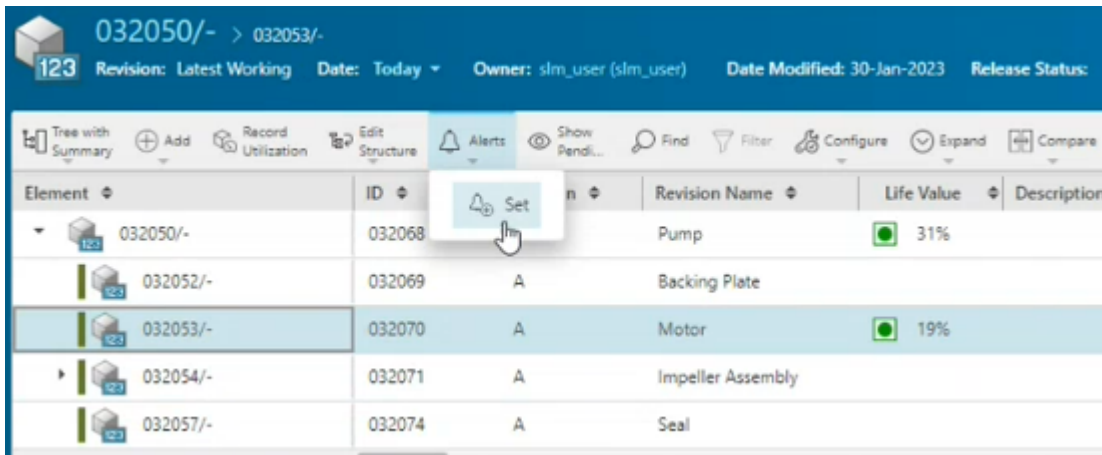 032050/- > 032053/-
123 Revision: Latest Working Date: Today Owner: slm_user (slm_user) Date Modified: 30-Jan-2023 Release Status:
Tree with Summary Add Record Utilization Edit Structure Alerts Show Pendi... Find Filter Configure Expand Compare
Element ID n Revision Name Life Value Description
Set
032050/- 032068 Pump 31%
032052/- 032069 A Backing Plate
032053/- 032070 A Motor 19%
032054/- 032071 A Impeller Assembly
032057/- 032074 A Seal